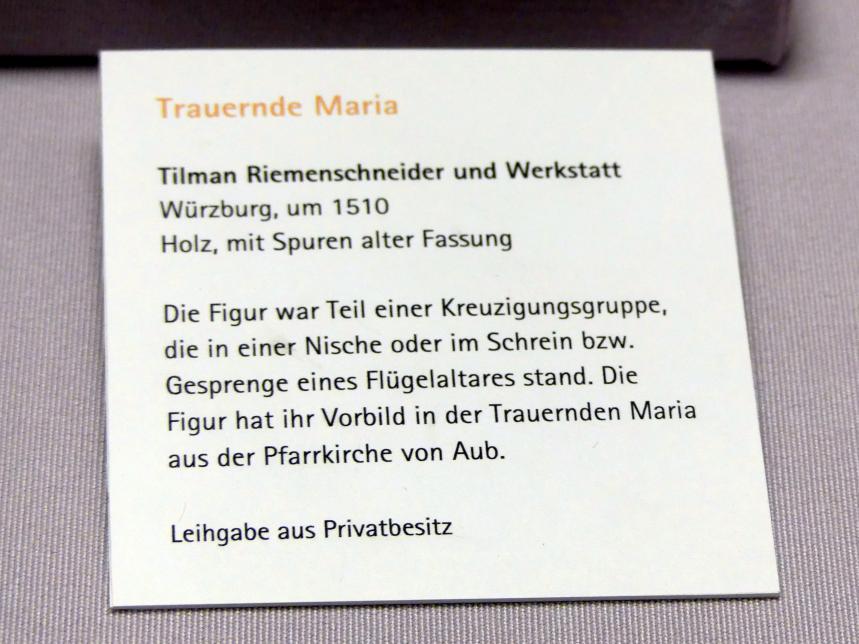 Trauernde Maria
Tilman Riemenschneider und Werkstatt
Würzburg, um 1510
Holz, mit Spuren alter Fassung
Die Figur war Teil einer Kreuzigungsgruppe,
die in einer Nische oder im Schrein bzw.
Gesprenge eines Flügelaltares stand. Die
Figur hat ihr Vorbild in der Trauernden Maria
aus der Pfarrkirche von Aub.
Leihgabe aus Privatbesitz